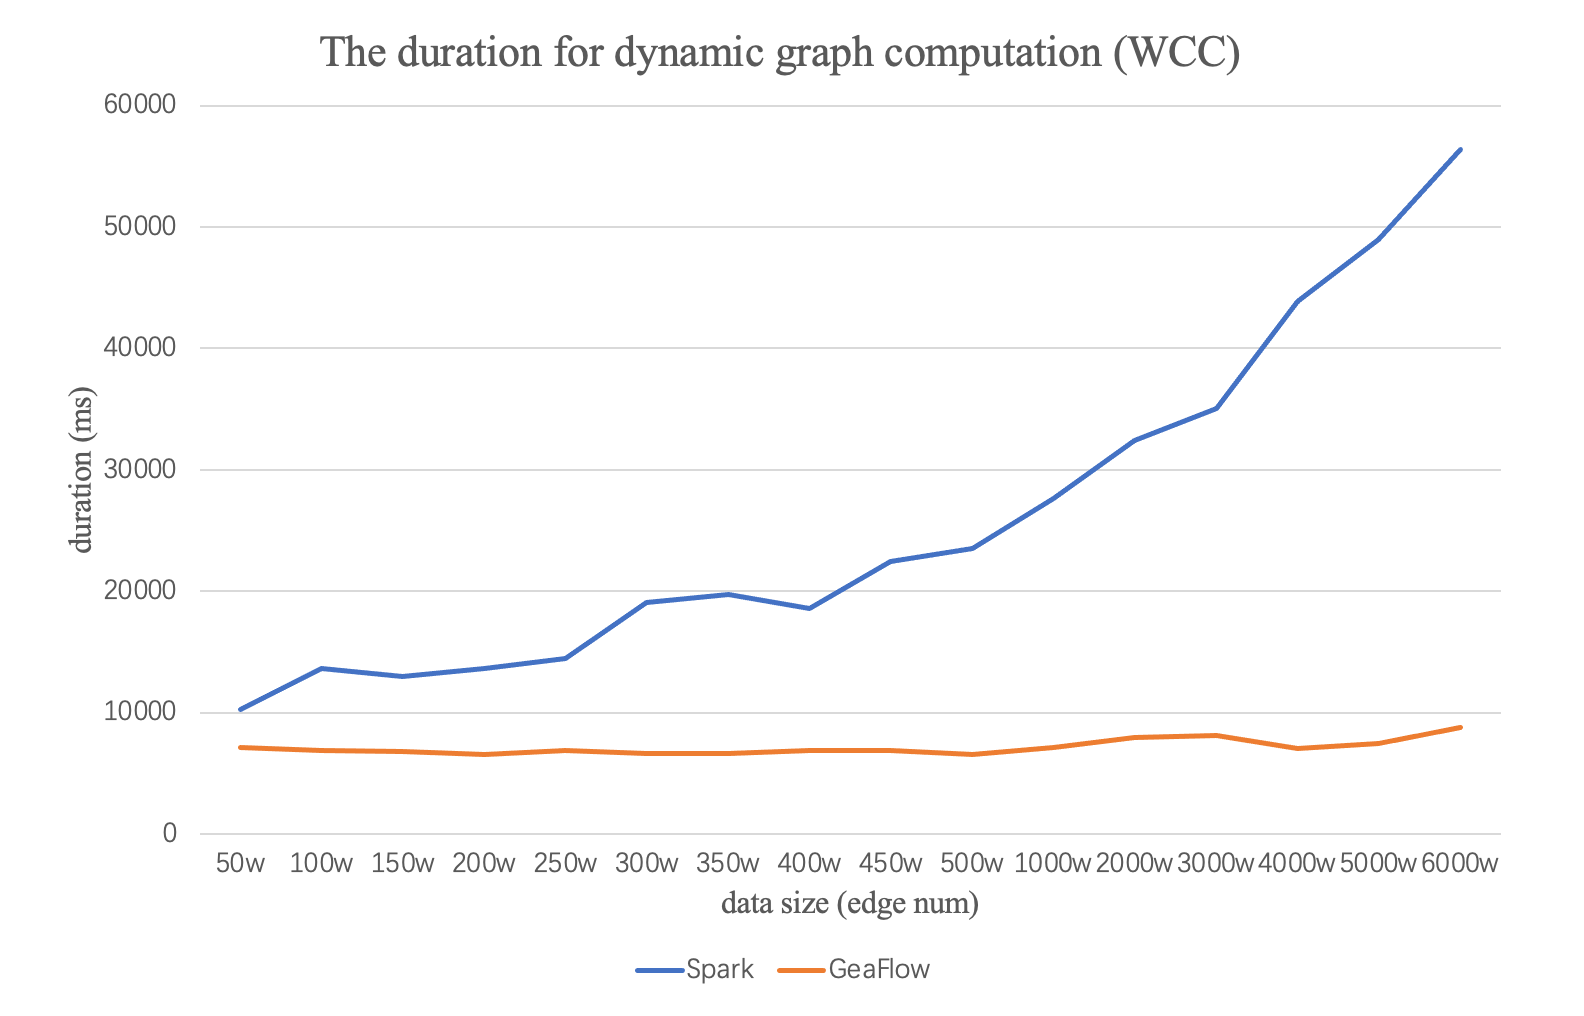 The duration for dynamic graph computation (WCC)
60000
50000
40000
30000
20000
10000
0
duration (ms)
50w 100w 150w 200w 250w 300w 350w 400w 450w 500w 1000w 2000w 3000w 4000w 5000w 6000w
data size (edge num)
Spark GeaFlow